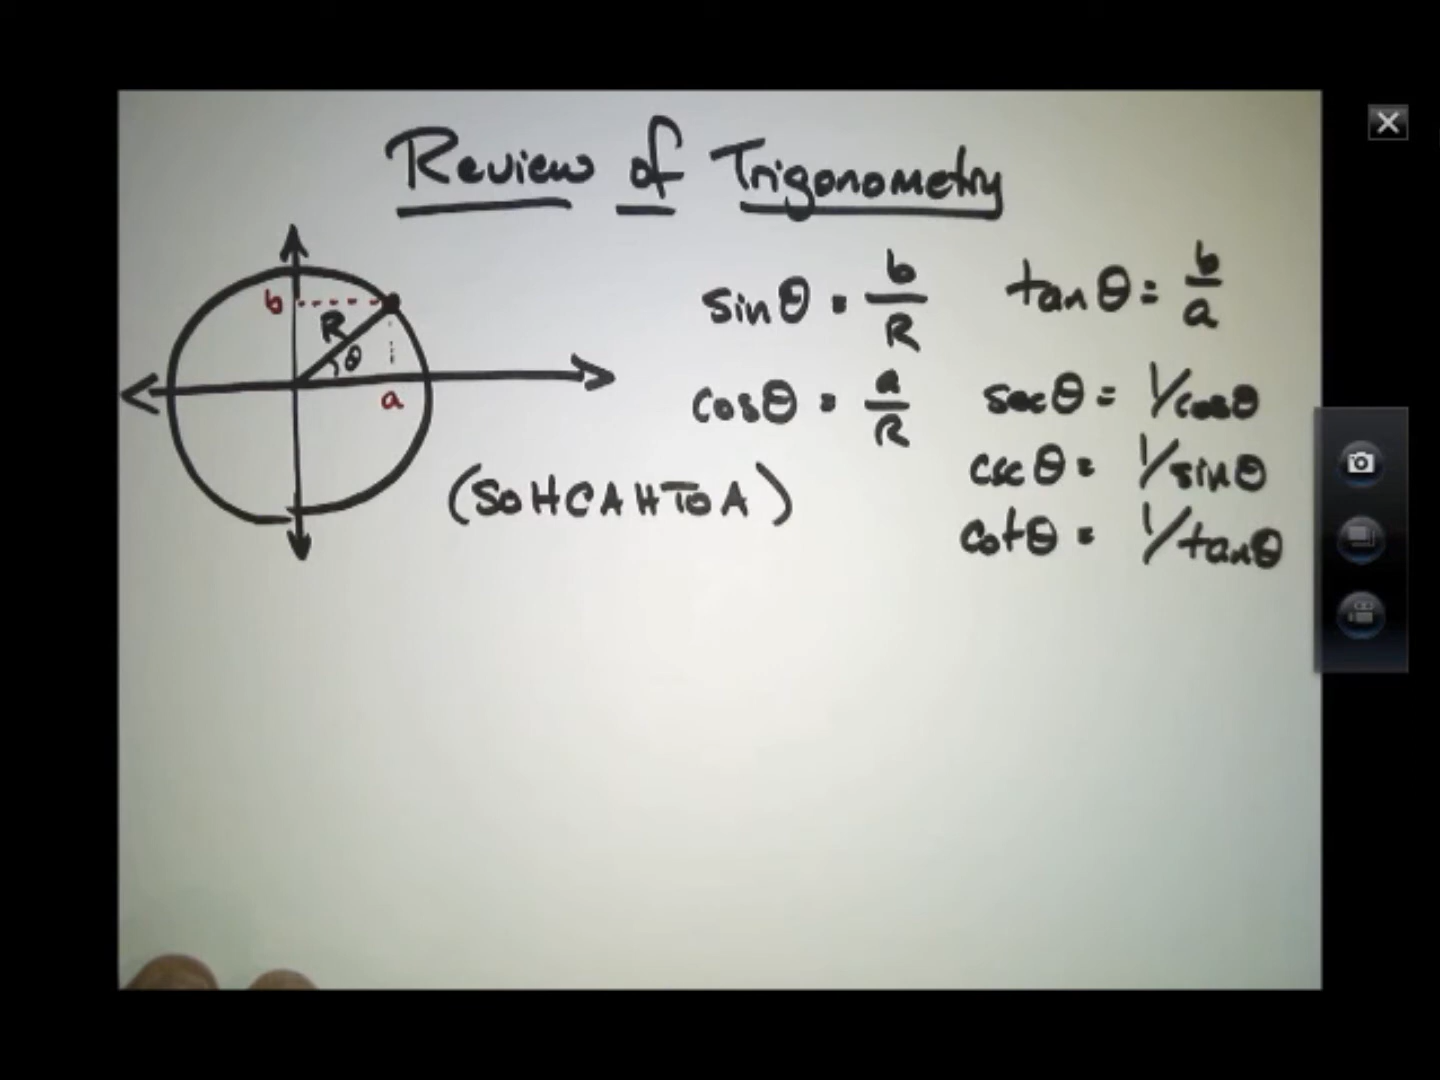 Review of Trigonometry
b
R
θ
a
sinθ = b/R
tanθ = b/a
cosθ = a/R
secθ = 1/cosθ
cscθ = 1/sinθ
(SOHCAHTOA)
cotθ = 1/tanθ